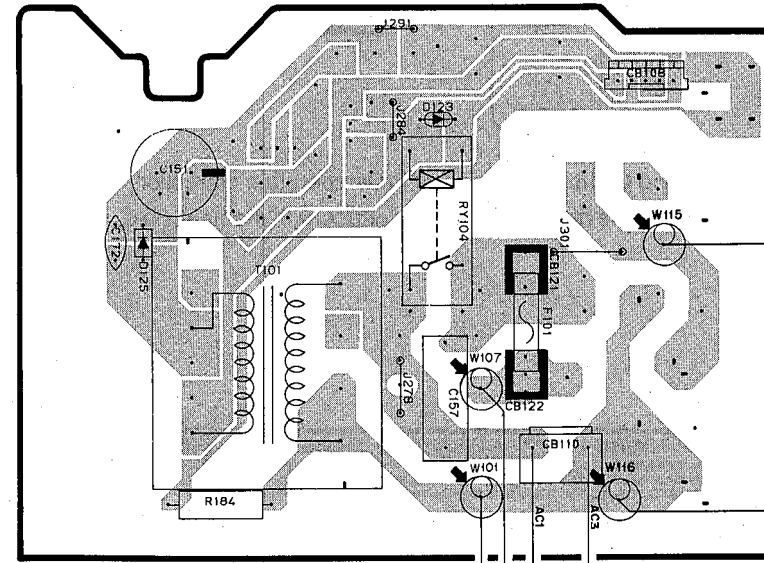 J291
CB108
J284
D123
C151
RY104
J301
W115
C172
D125
T101
CB121
F101
W107
J278
C157
CB122
CB110
W101
W116
R184
AC1
AC3